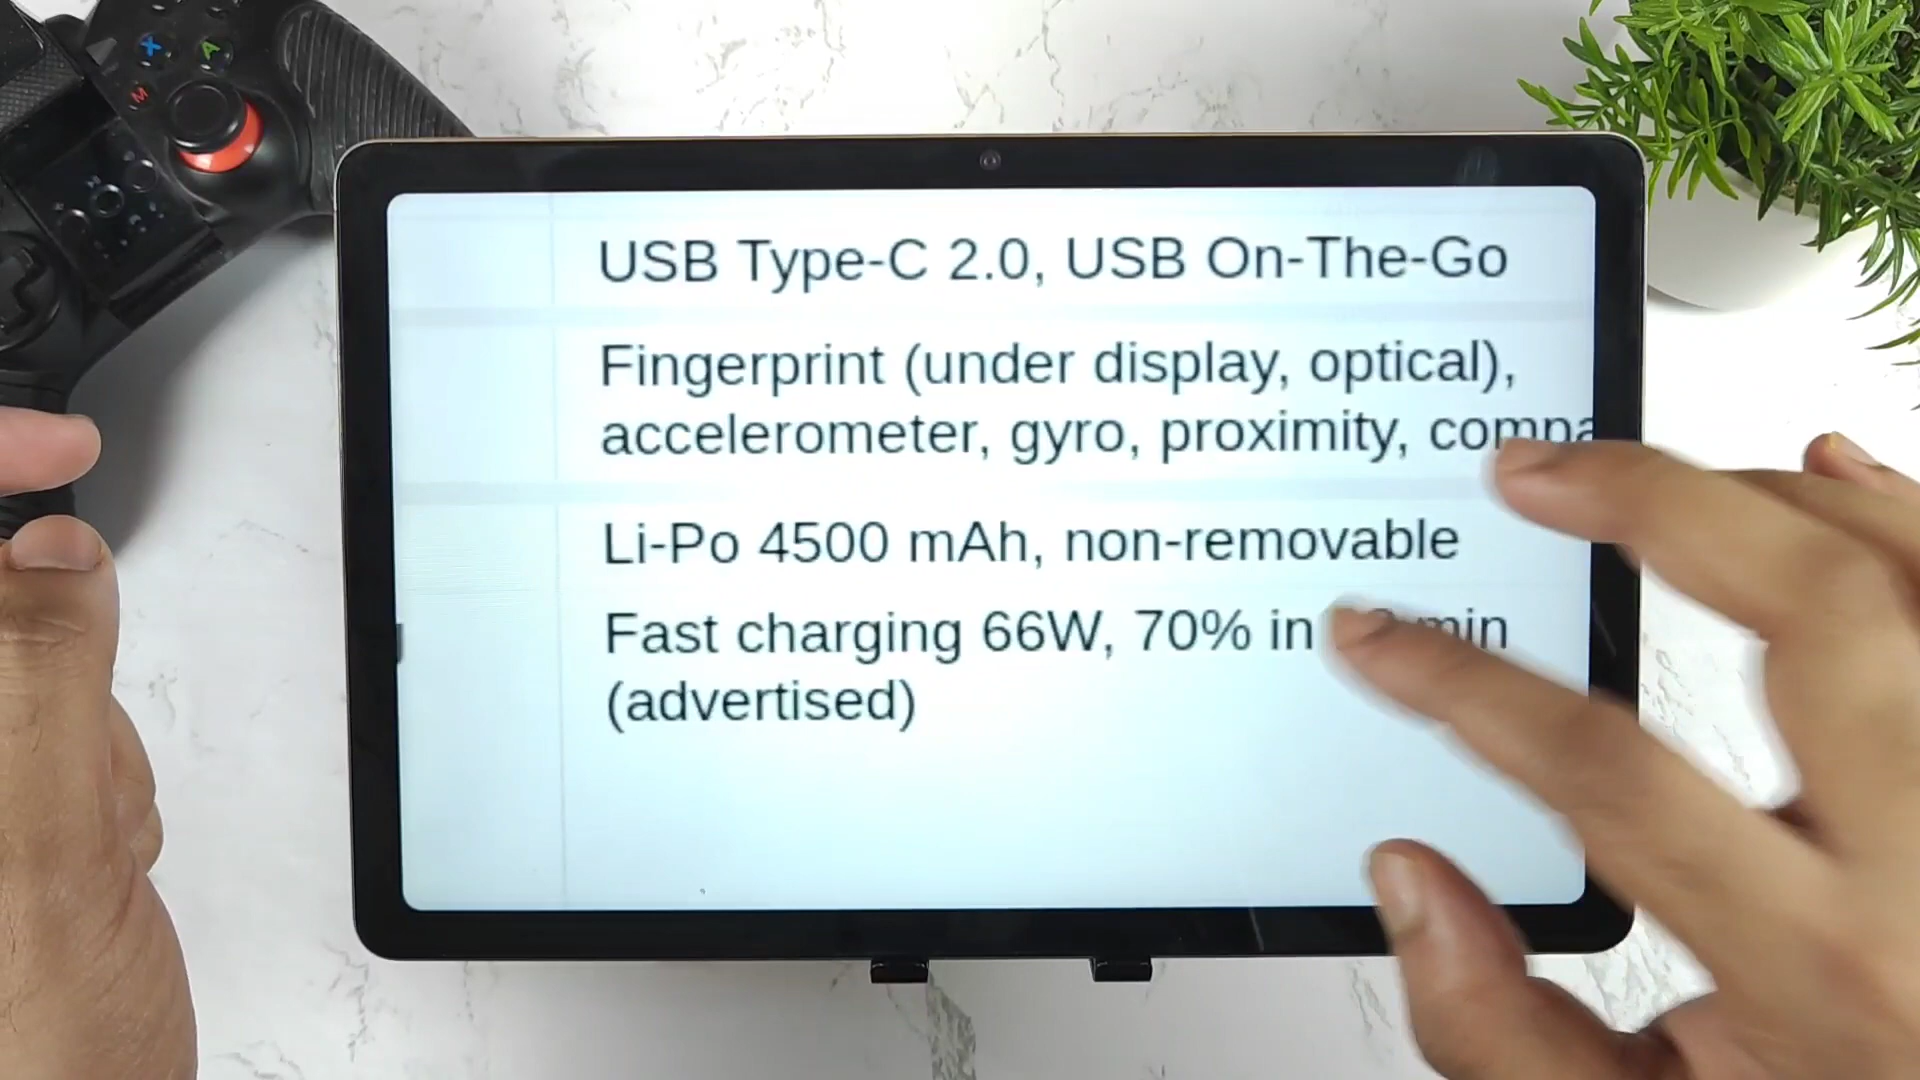 X
A
M
USB Type-C 2.0, USB On-The-Go
Fingerprint (under display, optical),
accelerometer, gyro, proximity,
Li-Po 4500 mAh, non-removable
Fast charging 66W, 70% in min
(advertised)